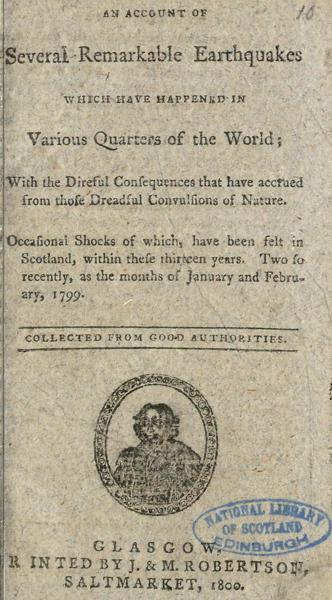 10
AN ACCOUNT OF
Several Remarkable Earthquakes
WHICH HAVE HAPPENED IN
Various Quarters of the World;
With the Direful Conſequences that have accrued
from thoſe Dreadful Convulſions of Nature.
Occaſional Shocks of which, have been felt in
Scotland, within theſe thirteen years. Two ſo
recently, as the months of January and Febru-
ary, 1799.
COLLECTED FROM GOOD AUTHORITIES.
NATIONAL LIBRARY
OF SCOTLAND
EDINBURGH
GLASGOW:
R INTED BY J. & M. ROBERTSON,
SALTMARKET, 1800.